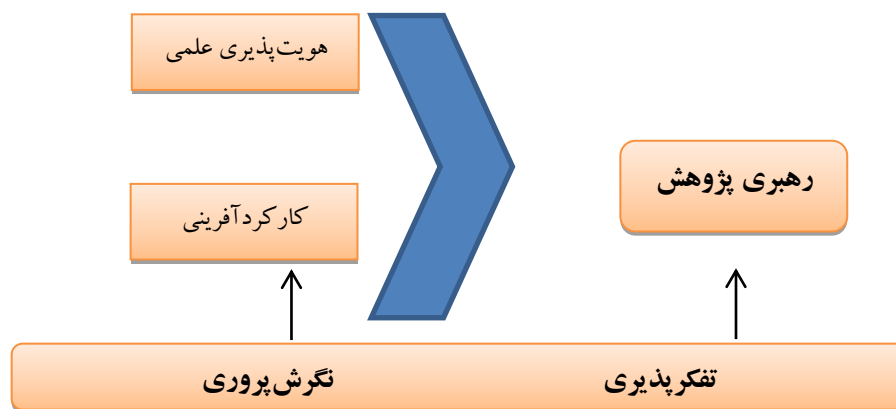 هویت‌پذیری علمی
رهبری پژوهش
کارکردآفرینی
تفکرپذیری
نگرش‌پروری